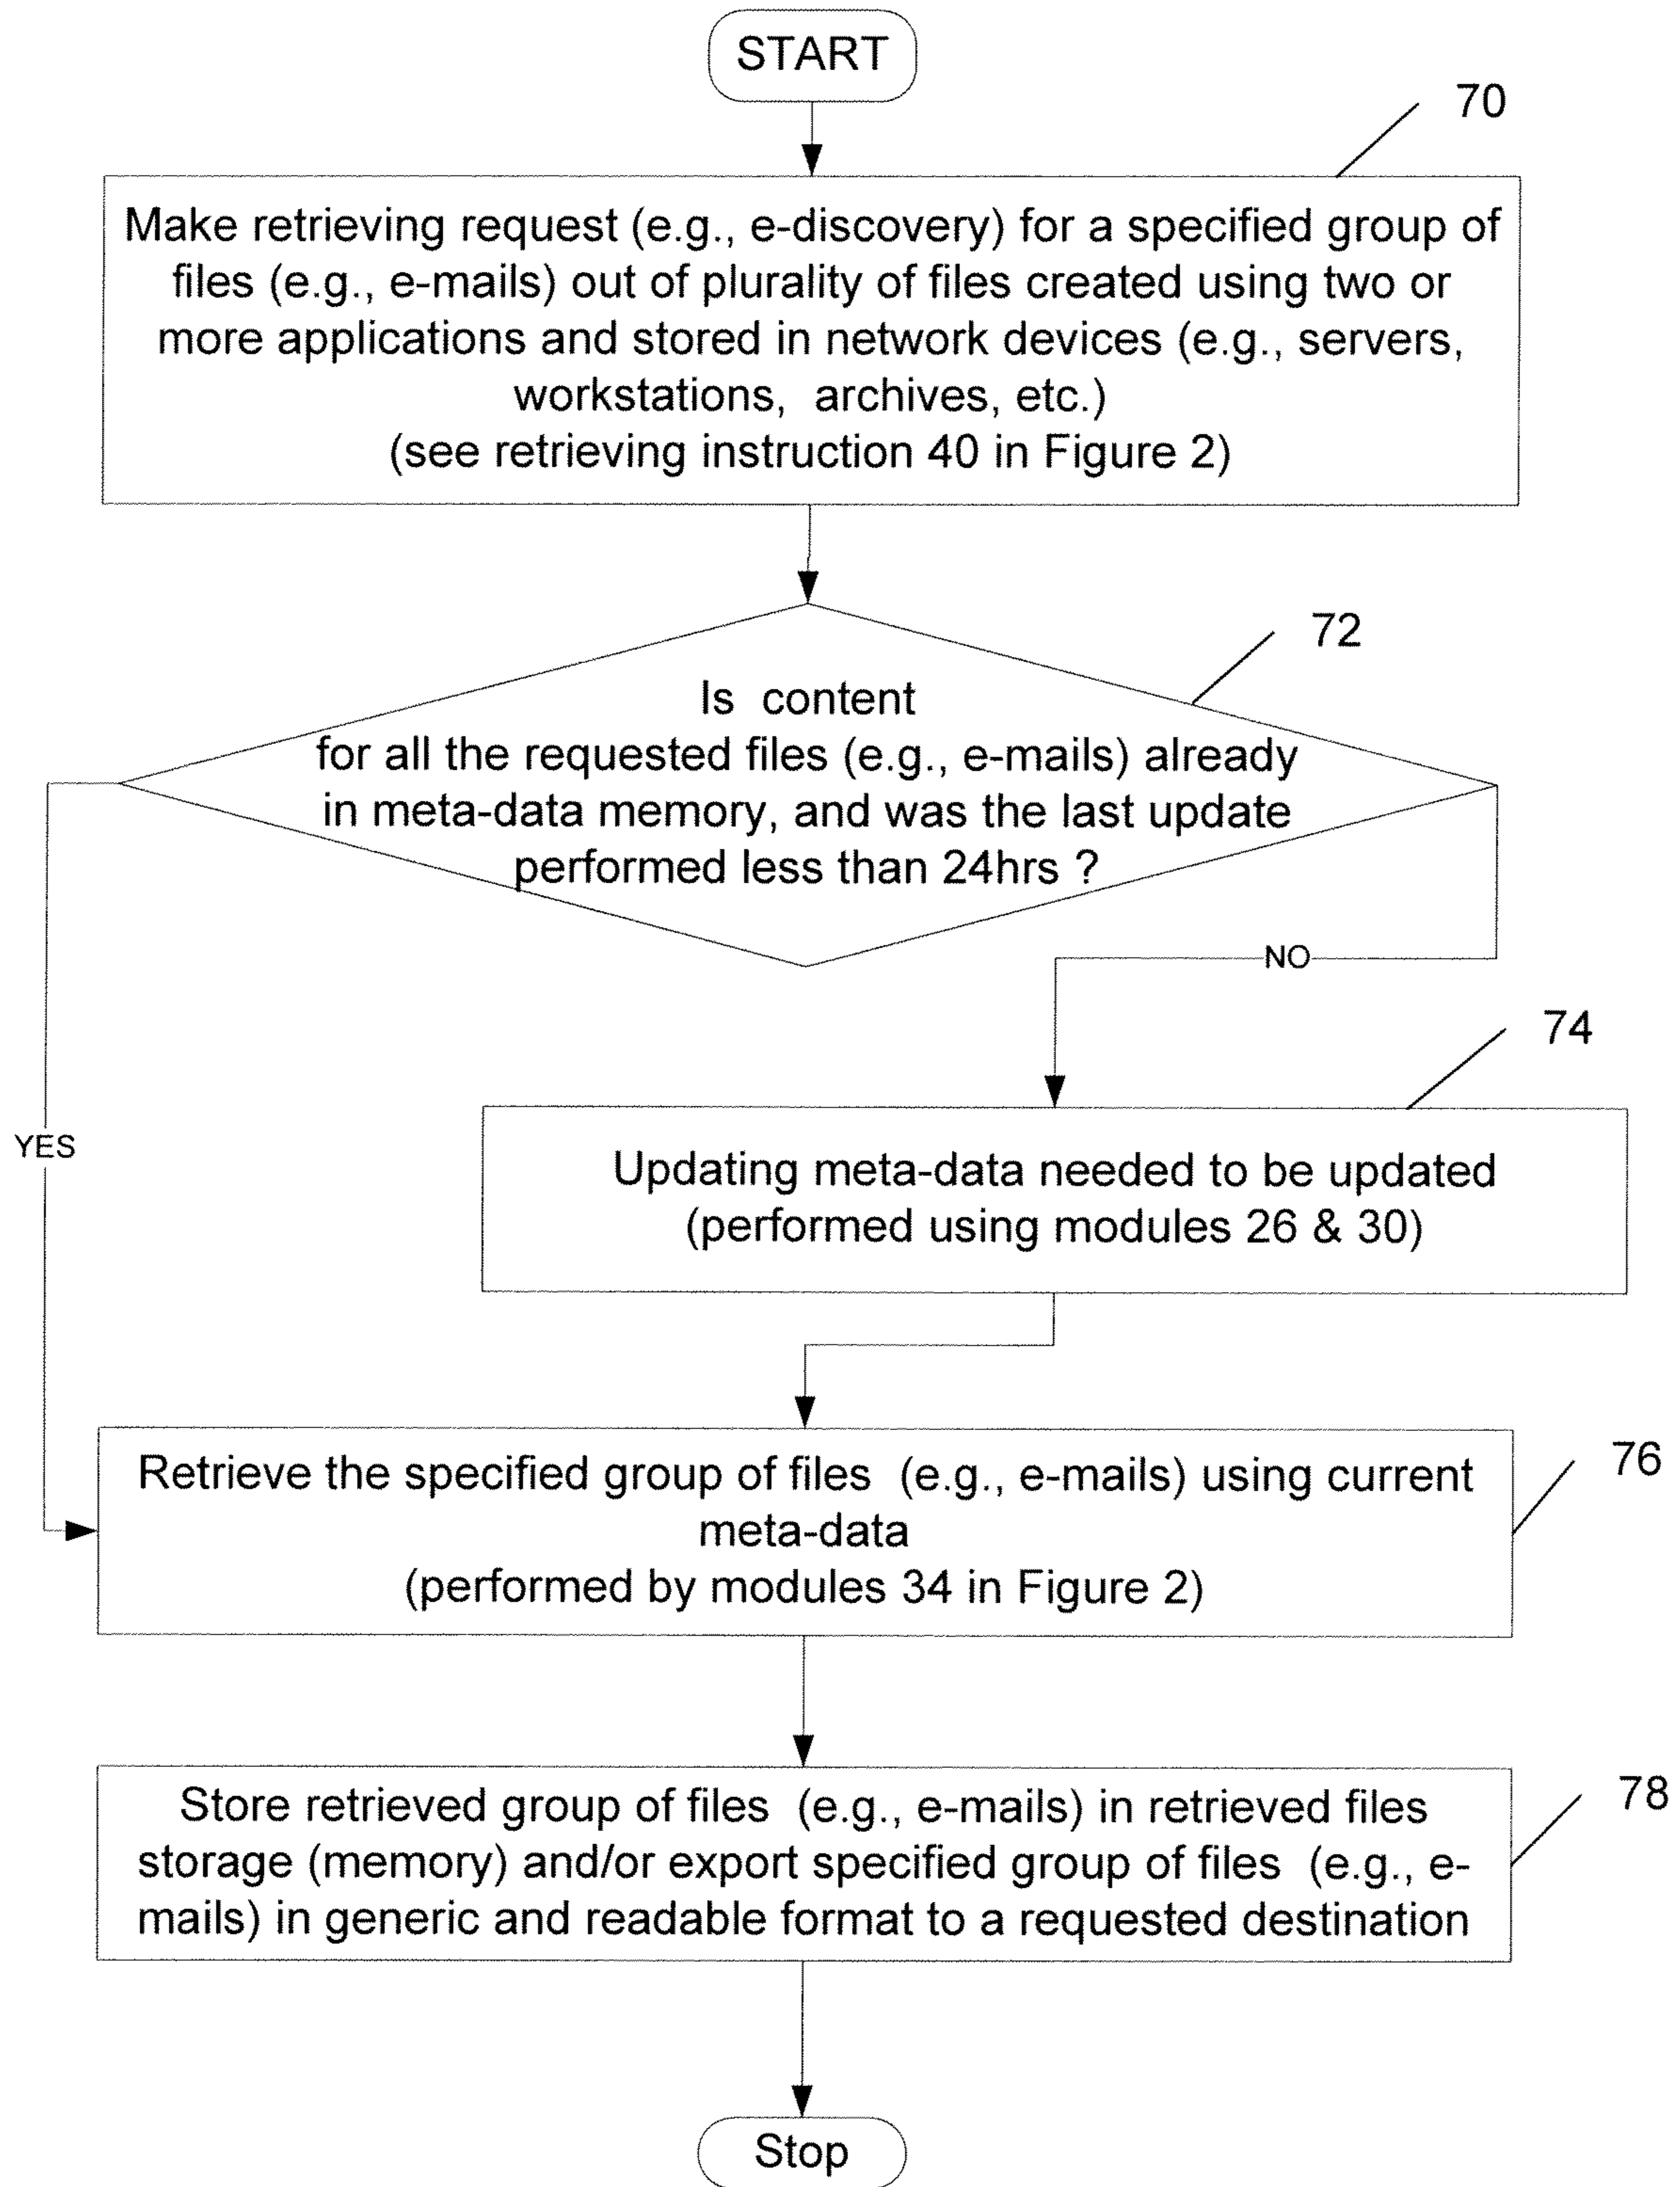 START
70
Make retrieving request (e.g., e-discovery) for a specified group of
files (e.g., e-mails) out of plurality of files created using two or
more applications and stored in network devices (e.g., servers,
workstations, archives, etc.)
(see retrieving instruction 40 in Figure 2)
72
Is content
for all the requested files (e.g., e-mails) already
in meta-data memory, and was the last update
performed less than 24hrs ?
NO
74
YES
Updating meta-data needed to be updated
(performed using modules 26 & 30)
76
Retrieve the specified group of files (e.g., e-mails) using current
meta-data
(performed by modules 34 in Figure 2)
78
Store retrieved group of files (e.g., e-mails) in retrieved files
storage (memory) and/or export specified group of files (e.g., e-
mails) in generic and readable format to a requested destination
Stop